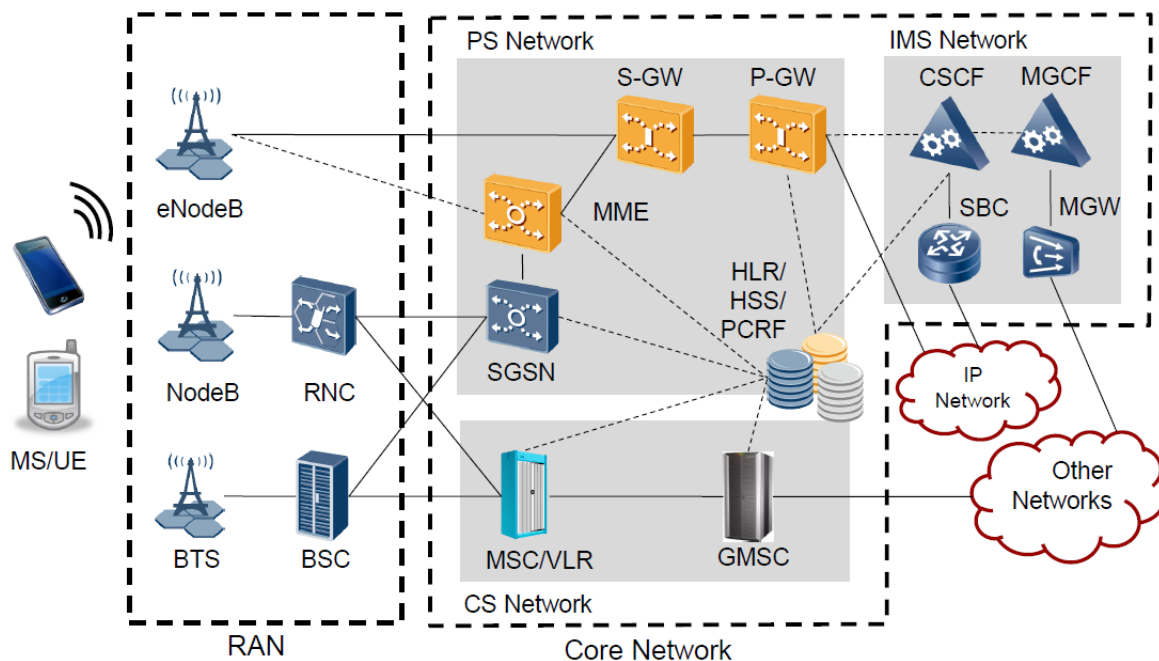 PS Network
IMS Network
S-GW
P-GW
CSCF
MGCF
eNodeB
MME
SBC
MGW
HLR/
HSS/
PCRF
NodeB
RNC
SGSN
IP
Network
MS/UE
BTS
BSC
MSC/VLR
GMSC
Other
Networks
CS Network
RAN
Core Network